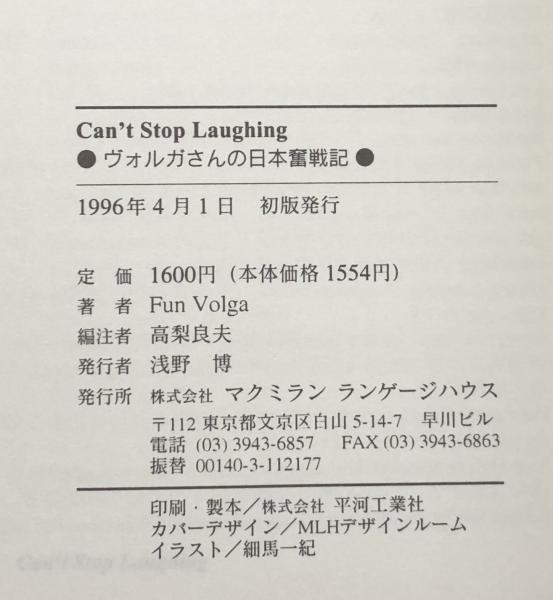 Can't Stop Laughing
● ヴォルガさんの日本奮戦記 ●
1996年4月1日 初版発行
定 価 1600円（本体価格 1554円）
著 者 Fun Volga
編注者 高梨良夫
発行者 浅野 博
発行所 株式会社 マクミラン ランゲージハウス
〒112 東京都文京区白山 5-14-7 早川ビル
電話 (03) 3943-6857 FAX (03) 3943-6863
振替 00140-3-112177
印刷・製本／株式会社 平河工業社
カバーデザイン／MLHデザインルーム
イラスト／細馬一紀
Can't Stop Laughing